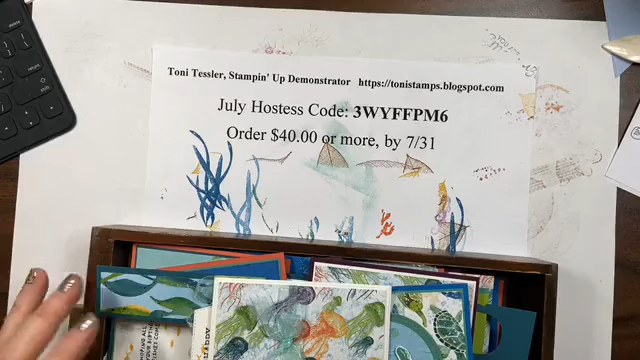 Toni Tessler, Stampin' Up Demonstrator https://tonistamps.blogspot.com
July Hostess Code: 3WYFFPM6
Order $40.00 or more, by 7/31
HAPPY